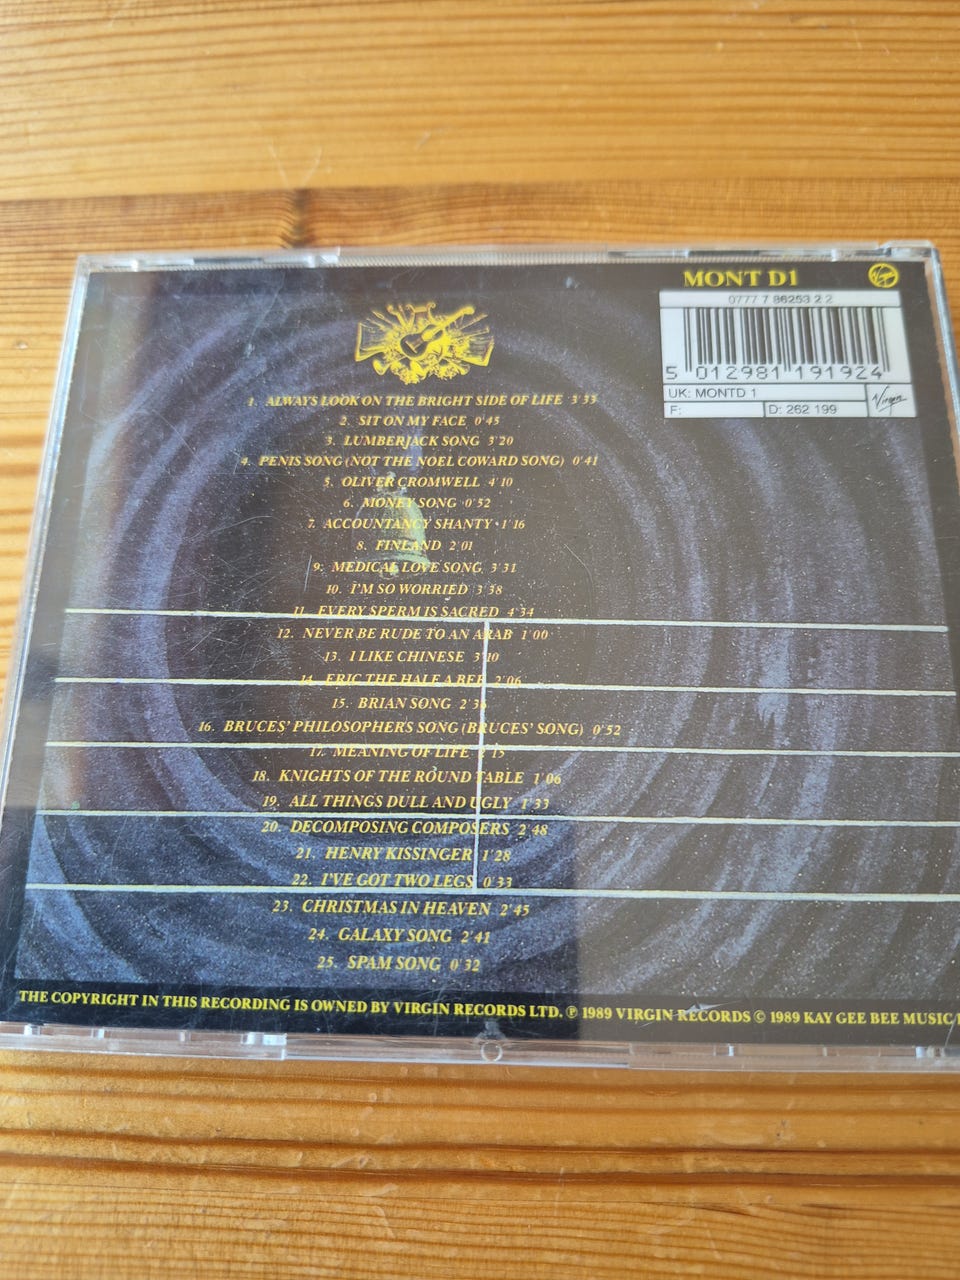 MONT D1
Virgin
0777 7 86253 2 2
5 012981 191924
UK: MONTD 1
F:
D: 262 199
Virgin
1. ALWAYS LOOK ON THE BRIGHT SIDE OF LIFE 3'33
2. SIT ON MY FACE 0'45
3. LUMBERJACK SONG 3'20
4. PENIS SONG (NOT THE NOEL COWARD SONG) 0'41
5. OLIVER CROMWELL 4'10
6. MONEY SONG 0'52
7. ACCOUNTANCY SHANTY 1'16
8. FINLAND 2'01
9. MEDICAL LOVE SONG 3'31
10. I'M SO WORRIED 3'38
11. EVERY SPERM IS SACRED 4'34
12. NEVER BE RUDE TO AN ARAB 1'00
13. I LIKE CHINESE 3'10
14. ERIC THE HALF A BEE 2'06
15. BRIAN SONG
16. BRUCES' PHILOSOPHERS SONG (BRUCES' SONG) 0'52
17. MEANING OF LIFE 2'15
18. KNIGHTS OF THE ROUND TABLE 1'06
19. ALL THINGS DULL AND UGLY 1'33
20. DECOMPOSING COMPOSERS 2'48
21. HENRY KISSINGER 1'28
22. I'VE GOT TWO LEGS 0'33
23. CHRISTMAS IN HEAVEN 2'45
24. GALAXY SONG 2'41
25. SPAM SONG 0'32
THE COPYRIGHT IN THIS RECORDING IS OWNED BY VIRGIN RECORDS LTD. ℗ 1989 VIRGIN RECORDS © 1989 KAY GEE BEE MUSIC